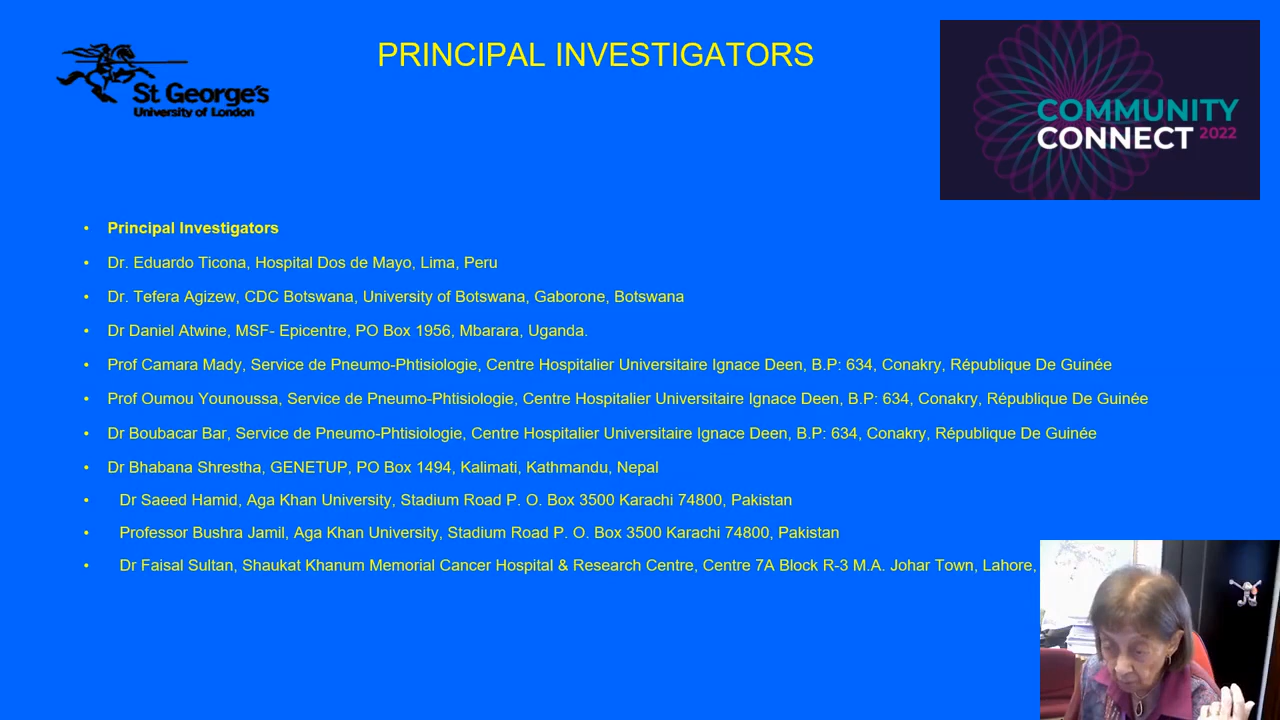 PRINCIPAL INVESTIGATORS
St George's
University of London
COMMUNITY
CONNECT 2022
• Principal Investigators
• Dr. Eduardo Ticona, Hospital Dos de Mayo, Lima, Peru
• Dr. Tefera Agizew, CDC Botswana, University of Botswana, Gaborone, Botswana
• Dr Daniel Atwine, MSF- Epicentre, PO Box 1956, Mbarara, Uganda.
• Prof Camara Mady, Service de Pneumo-Phtisiologie, Centre Hospitalier Universitaire Ignace Deen, B.P: 634, Conakry, République De Guinée
• Prof Oumou Younoussa, Service de Pneumo-Phtisiologie, Centre Hospitalier Universitaire Ignace Deen, B.P: 634, Conakry, République De Guinée
• Dr Boubacar Bar, Service de Pneumo-Phtisiologie, Centre Hospitalier Universitaire Ignace Deen, B.P: 634, Conakry, République De Guinée
• Dr Bhabana Shrestha, GENETUP, PO Box 1494, Kalimati, Kathmandu, Nepal
• Dr Saeed Hamid, Aga Khan University, Stadium Road P. O. Box 3500 Karachi 74800, Pakistan
• Professor Bushra Jamil, Aga Khan University, Stadium Road P. O. Box 3500 Karachi 74800, Pakistan
• Dr Faisal Sultan, Shaukat Khanum Memorial Cancer Hospital & Research Centre, Centre 7A Block R-3 M.A. Johar Town, Lahore,